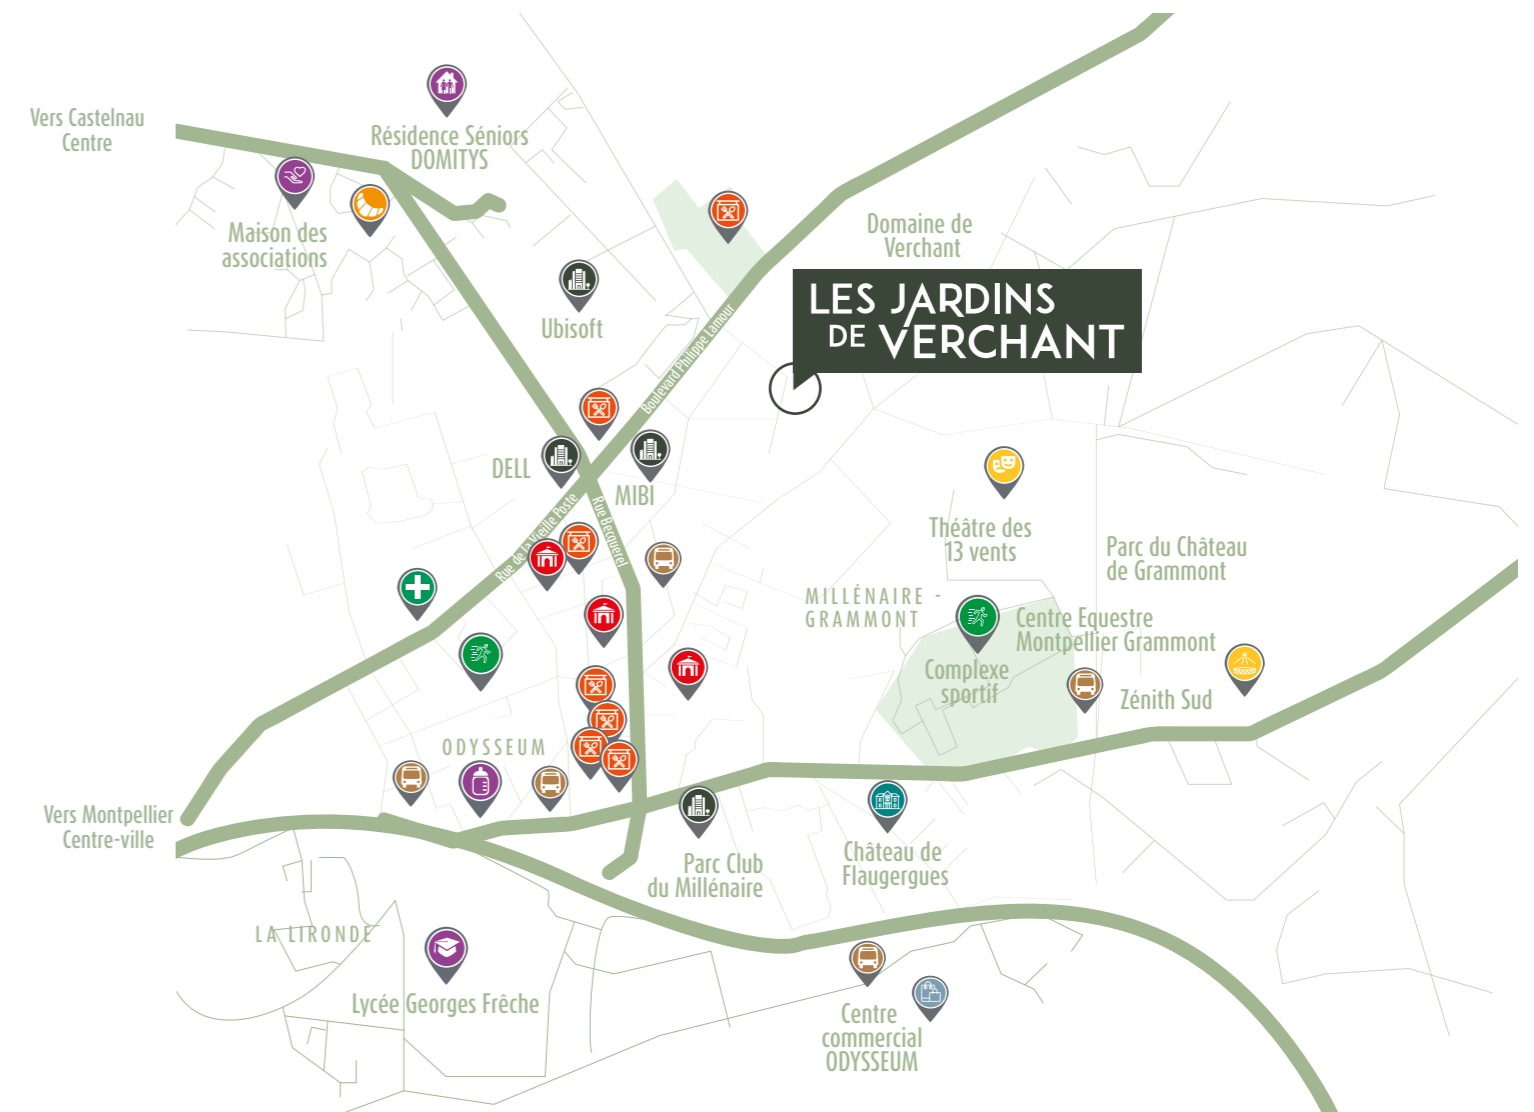 Vers Castelnau
Centre
Résidence Séniors
DOMITYS
Maison des
associations
Ubisoft
Domaine de
Verchant
LES JARDINS
DE VERCHANT
Boulevard Philippe Lamour
DELL
MIBI
Rue de la Vieille Poste
Rue Becquerel
Théâtre des
13 vents
Parc du Château
de Grammont
MILLÉNAIRE -
GRAMMONT
Centre Equestre
Montpellier Grammont
Complexe
sportif
Zénith Sud
ODYSSEUM
Vers Montpellier
Centre-ville
Parc Club
du Millénaire
Château de
Flaugergues
LA LIRONDE
Lycée Georges Frêche
Centre
commercial
ODYSSEUM